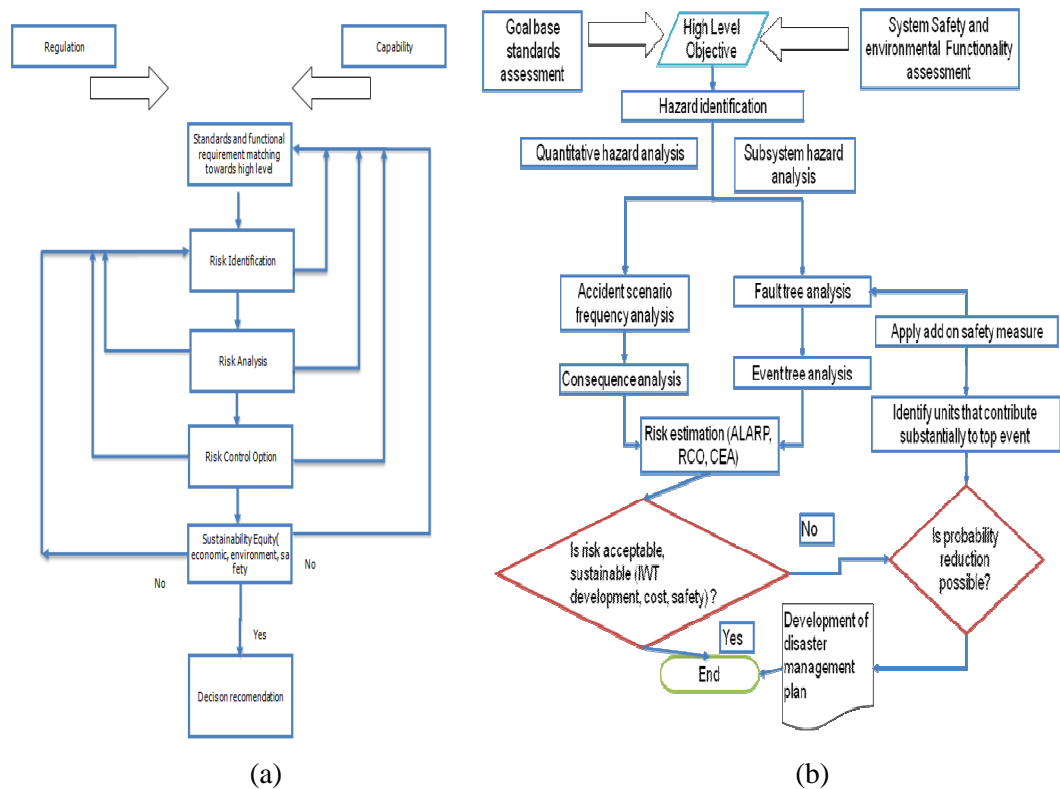 Regulation
Capability
Standards and functional
requirement matching
towards high level
Risk Identification
Risk Analysis
Risk Control Option
Sustainability Equity(
economic, environment, sa
fety
No
No
Yes
Decison recomendation
(a)
Goal base
standards
assessment
High Level
Objective
System Safety and
environmental Functionality
assessment
Hazard identification
Quantitative hazard analysis
Subsystem hazard
analysis
Accident scenario
frequency analysis
Fault tree analysis
Apply add on safety measure
Consequence analysis
Event tree analysis
Identify units that contribute
substantially to top event
Risk estimation (ALARP,
RCO, CEA)
No
Is risk acceptable,
sustainable (IWT
development, cost, safety) ?
Is
probability
reduction
possible?
Yes
End
Development of
disaster
management
plan
(b)